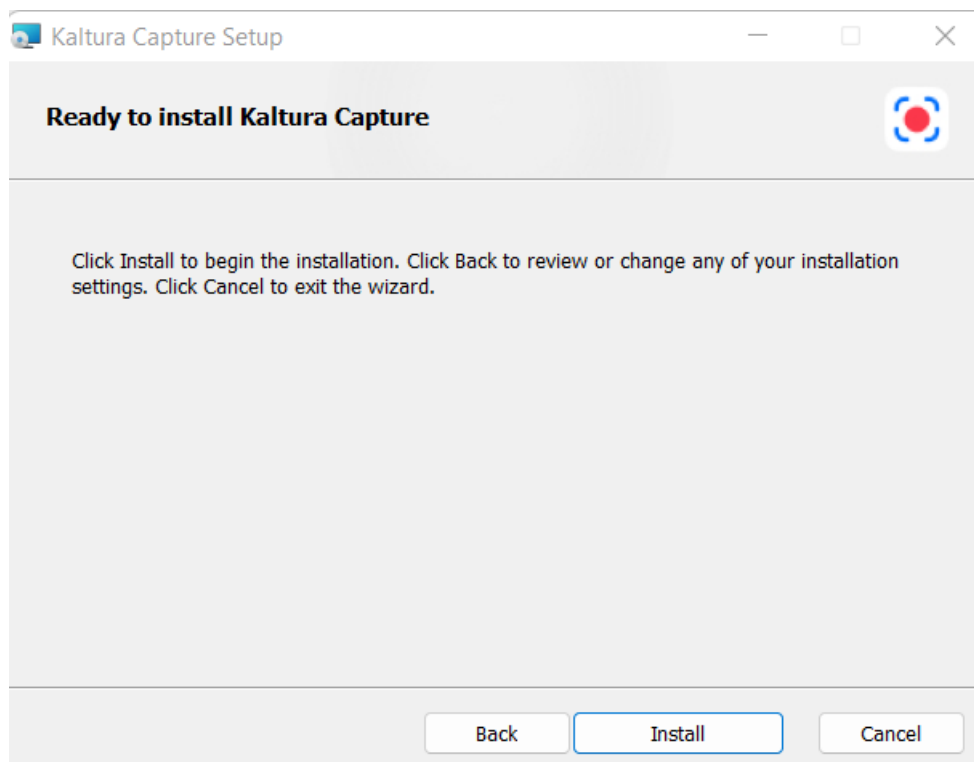 Kaltura Capture Setup
Ready to install Kaltura Capture
Click Install to begin the installation. Click Back to review or change any of your installation
settings. Click Cancel to exit the wizard.
Back Install Cancel